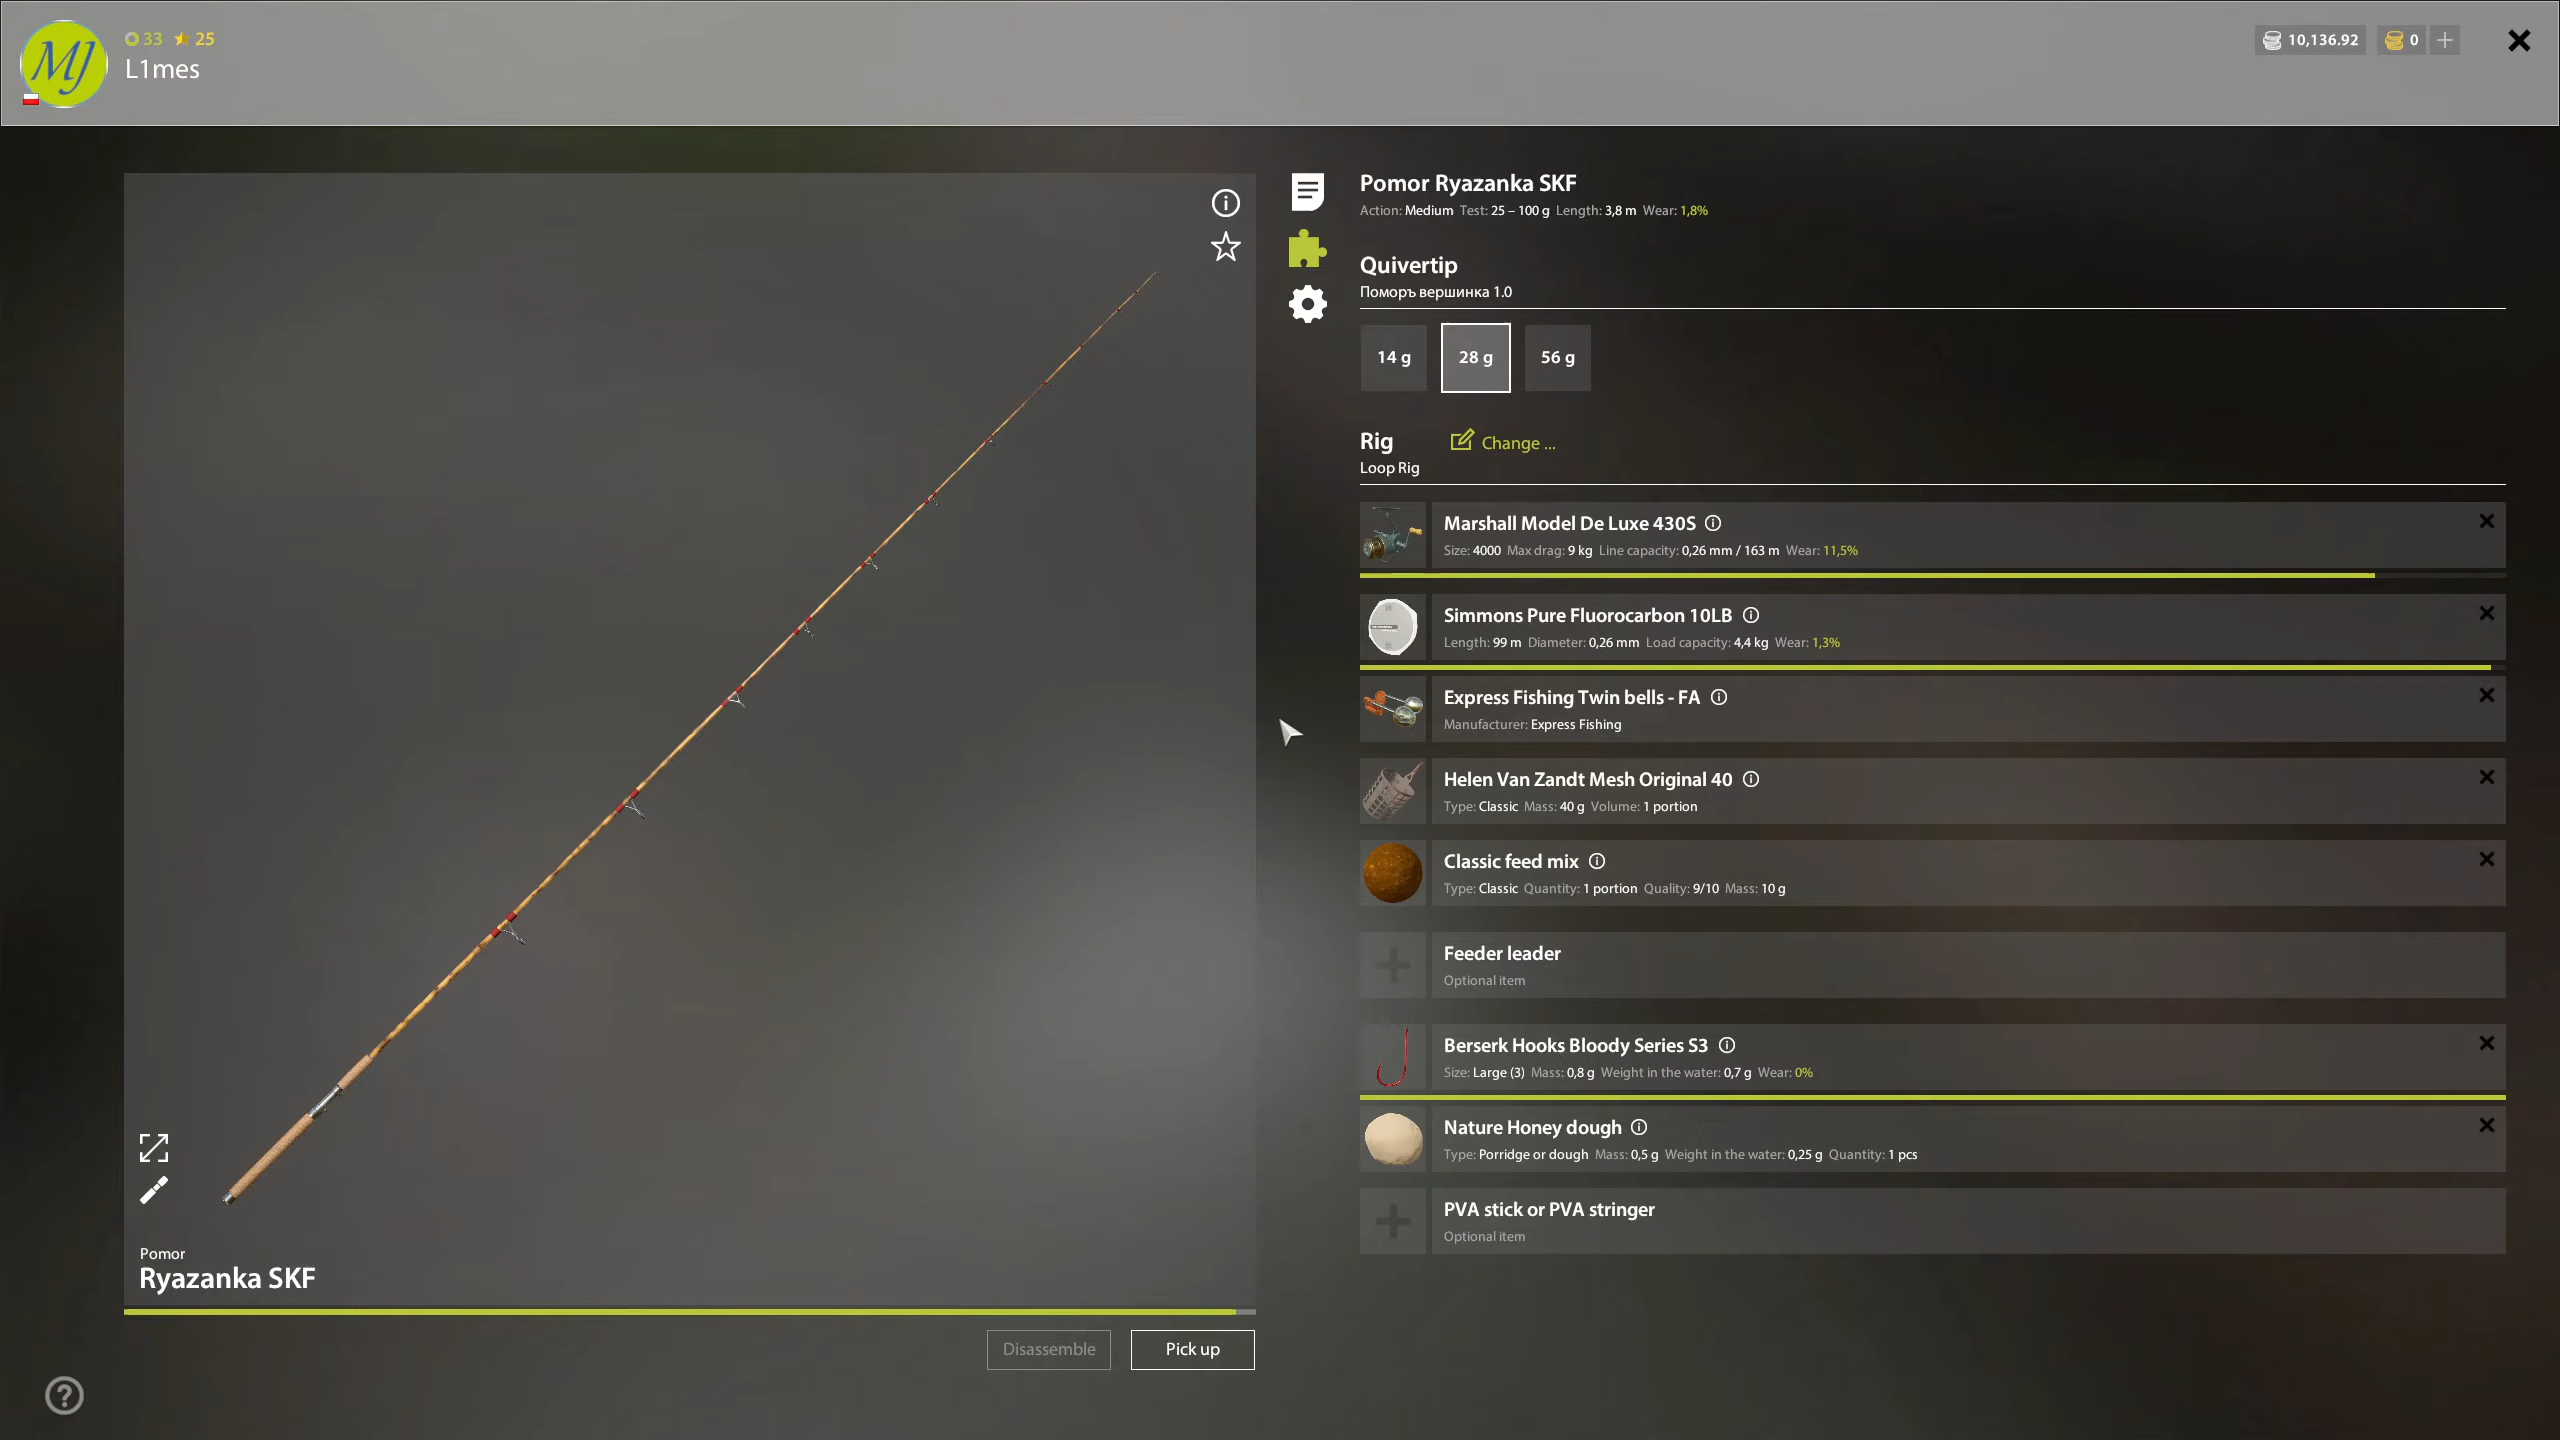 MJ
33 25
L1mes
10,136.92 0
Pomor
Ryazanka SKF
Disassemble
Pick up
Pomor Ryazanka SKF
Action: Medium Test: 25 – 100 g Length: 3,8 m Wear: 1,8%
Quivertip
Поморъ вершинка 1.0
14 g
28 g
56 g
Rig
Change ...
Loop Rig
Marshall Model De Luxe 430S
Size: 4000 Max drag: 9 kg Line capacity: 0,26 mm / 163 m Wear: 11,5%
Simmons Pure Fluorocarbon 10LB
Length: 99 m Diameter: 0,26 mm Load capacity: 4,4 kg Wear: 1,3%
Express Fishing Twin bells - FA
Manufacturer: Express Fishing
Helen Van Zandt Mesh Original 40
Type: Classic Mass: 40 g Volume: 1 portion
Classic feed mix
Type: Classic Quantity: 1 portion Quality: 9/10 Mass: 10 g
Feeder leader
Optional item
Berserk Hooks Bloody Series S3
Size: Large (3) Mass: 0,8 g Weight in the water: 0,7 g Wear: 0%
Nature Honey dough
Type: Porridge or dough Mass: 0,5 g Weight in the water: 0,25 g Quantity: 1 pcs
PVA stick or PVA stringer
Optional item